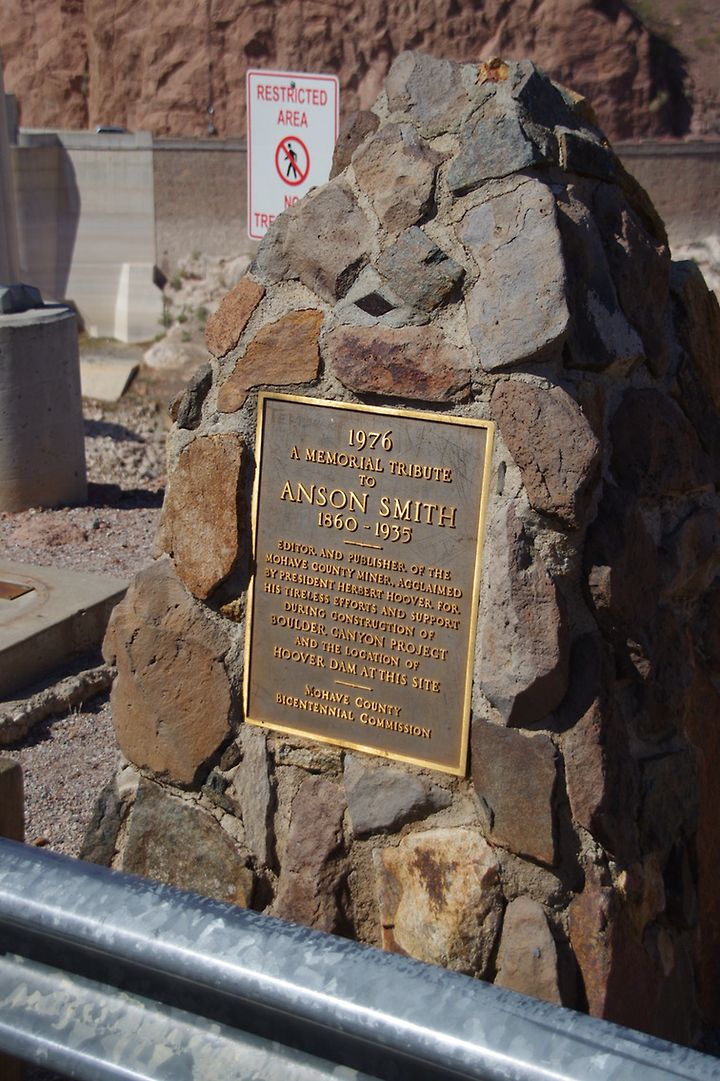 RESTRICTED
AREA
NO
1976
A MEMORIAL TRIBUTE
TO
ANSON SMITH
1860 - 1935
EDITOR AND PUBLISHER OF THE
MOHAVE COUNTY MINER, ACCLAIMED
BY PRESIDENT HERBERT HOOVER FOR
HIS TIRELESS EFFORTS AND SUPPORT
DURING CONSTRUCTION OF
BOULDER CANYON PROJECT
AND THE LOCATION OF
HOOVER DAM AT THIS SITE
MOHAVE COUNTY
BICENTENNIAL COMMISSION